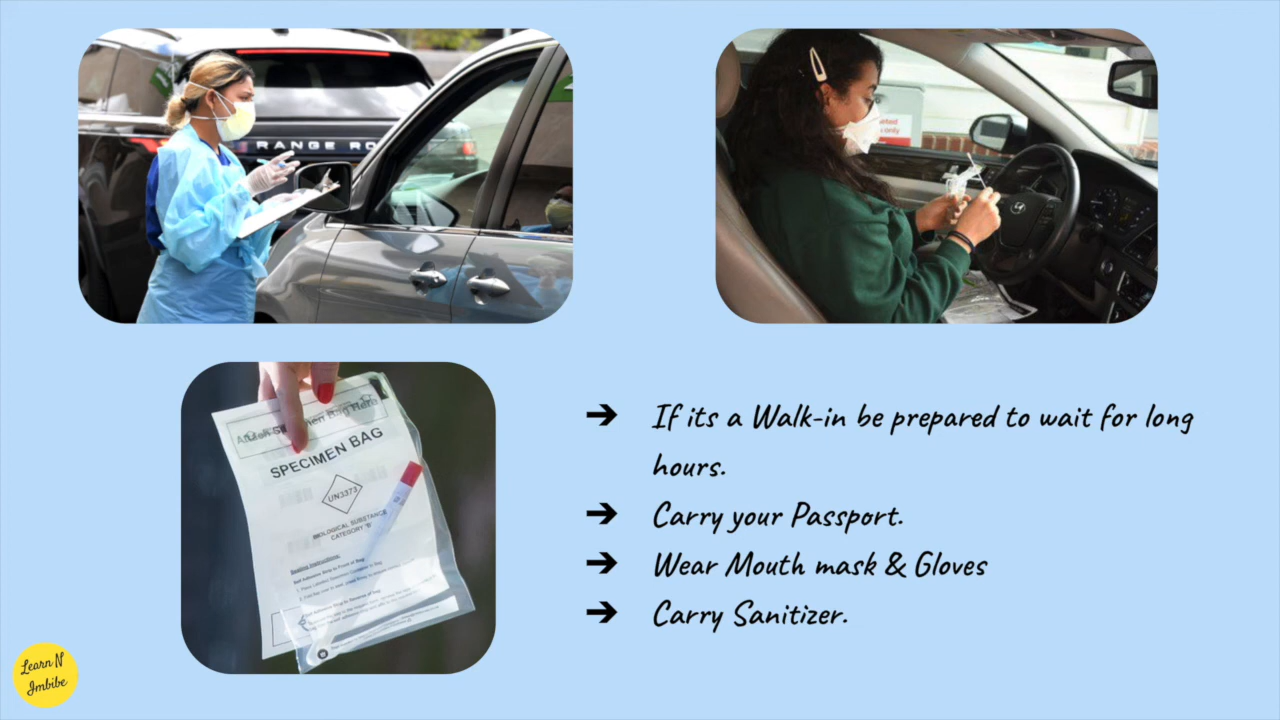 RANGE RO
only
SPECIMEN BAG
UN3373
BIOLOGICAL SUBSTANCE
CATEGORY 'B'
➔ If its a Walk-in be prepared to wait for long
hours.
➔ Carry your Passport.
➔ Wear Mouth mask & Gloves
➔ Carry Sanitizer.
Learn N
Imbibe